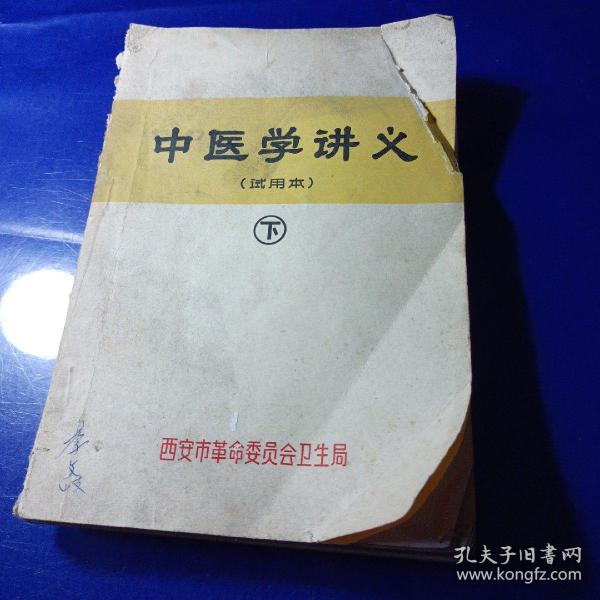 中医学讲义
(试用本)
下
西安市革命委员会卫生局
孔夫子旧書网
www.kongfz.com